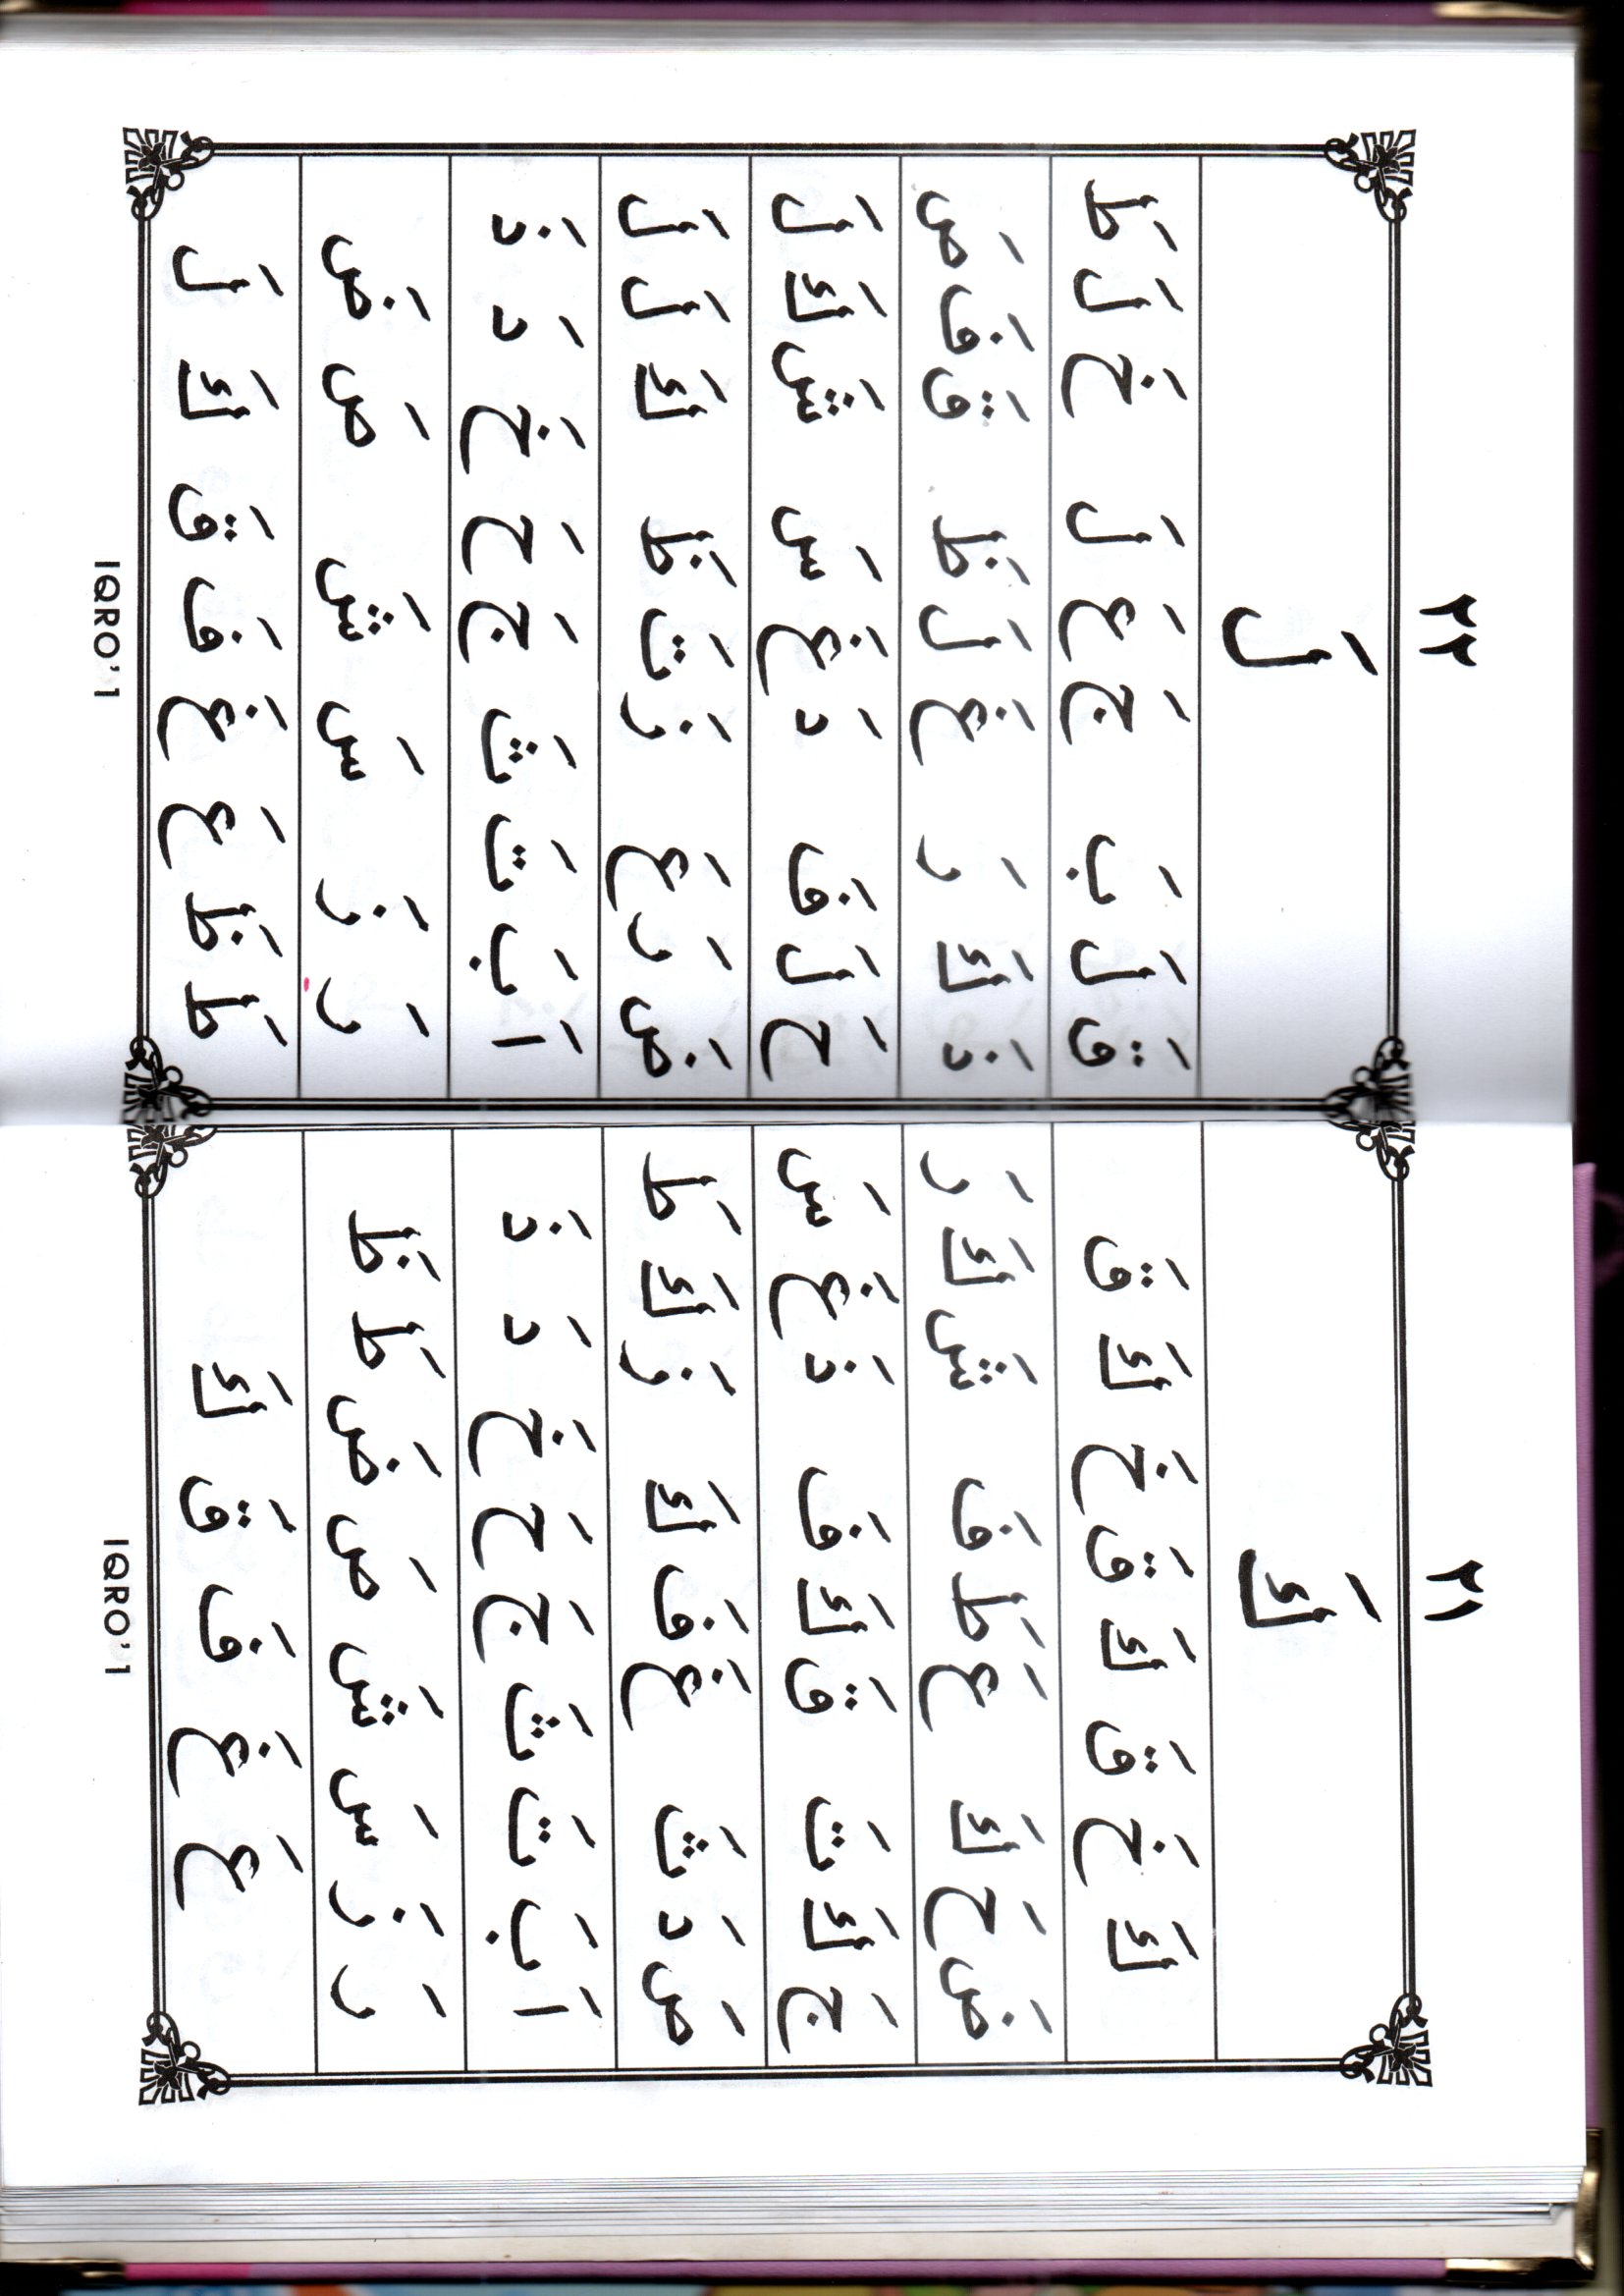 ٢١
كَ
كَ خَ قَ كَ قَ خَ كَ قَ
ضَ حَ كَ عَ طَ فَ شَ كَ رَ
جَ كَ تَ قَ كَ فَ ذَ غَ سَ
صَ دَ ثَ غَ فَ كَ زَ كَ طَ
اَ بَ تَ ثَ جَ حَ خَ دَ ذَ
رَ زَ سَ شَ صَ ضَ طَ ظَ
عَ غَ فَ قَ كَ
IQRO' 1
٢٢
لَ
قَ لَ بَ جَ عَ لَ خَ لَ طَ
ذَ كَ رَ غَ لَ ظَ قَ فَ صَ
حَ لَ فَ دَ غَ سَ شَ كَ لَ
ضَ رَ عَ زَ تَ ظَ كَ لَ لَ
اَ بَ تَ ثَ جَ حَ خَ دَ ذَ
رَ زَ سَ شَ صَ ضَ
طَ ظَ عَ غَ فَ قَ كَ لَ
IQRO' 1